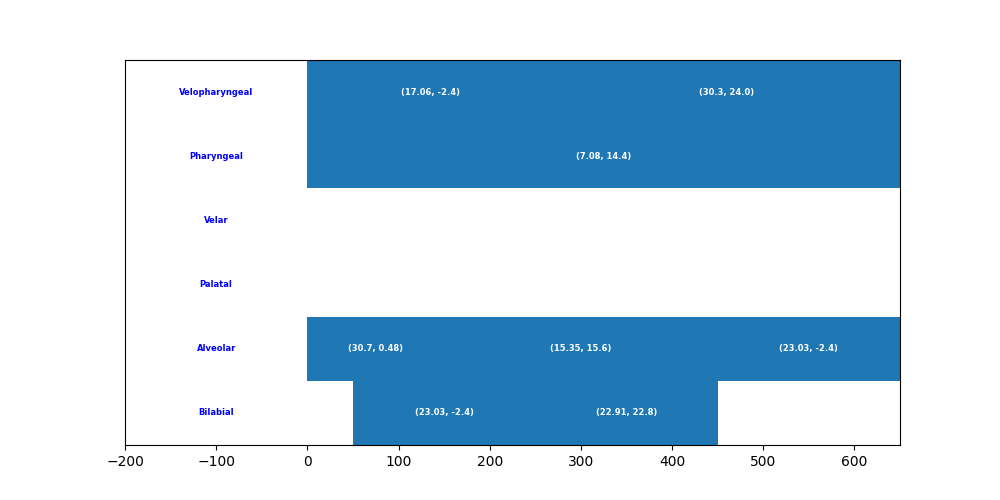 Velopharyngeal (17.06, -2.4) (30.3, 24.0)
Pharyngeal (7.08, 14.4)
Velar
Palatal
Alveolar (30.7, 0.48) (15.35, 15.6) (23.03, -2.4)
Bilabial (23.03, -2.4) (22.91, 22.8)
−200 −100 0 100 200 300 400 500 600